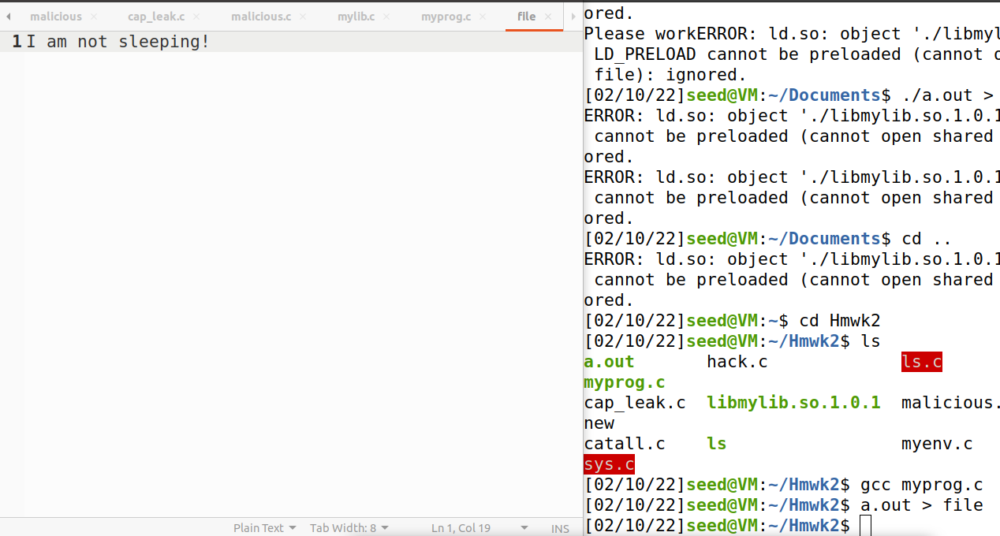 malicious × cap_leak.c × malicious.c × mylib.c × myprog.c × file ×
1 I am not sleeping!
Plain Text Tab Width: 8 Ln 1, Col 19 INS
ored.
Please workERROR: ld.so: object './libmyl
LD_PRELOAD cannot be preloaded (cannot o
file): ignored.
[02/10/22]seed@VM:~/Documents$ ./a.out >
ERROR: ld.so: object './libmylib.so.1.0.1
cannot be preloaded (cannot open shared
ored.
ERROR: ld.so: object './libmylib.so.1.0.1
cannot be preloaded (cannot open shared
ored.
[02/10/22]seed@VM:~/Documents$ cd ..
ERROR: ld.so: object './libmylib.so.1.0.1
cannot be preloaded (cannot open shared
ored.
[02/10/22]seed@VM:~$ cd Hmwk2
[02/10/22]seed@VM:~/Hmwk2$ ls
a.out hack.c ls.c
myprog.c
cap_leak.c libmylib.so.1.0.1 malicious.
new
catall.c ls myenv.c
sys.c
[02/10/22]seed@VM:~/Hmwk2$ gcc myprog.c
[02/10/22]seed@VM:~/Hmwk2$ a.out > file
[02/10/22]seed@VM:~/Hmwk2$